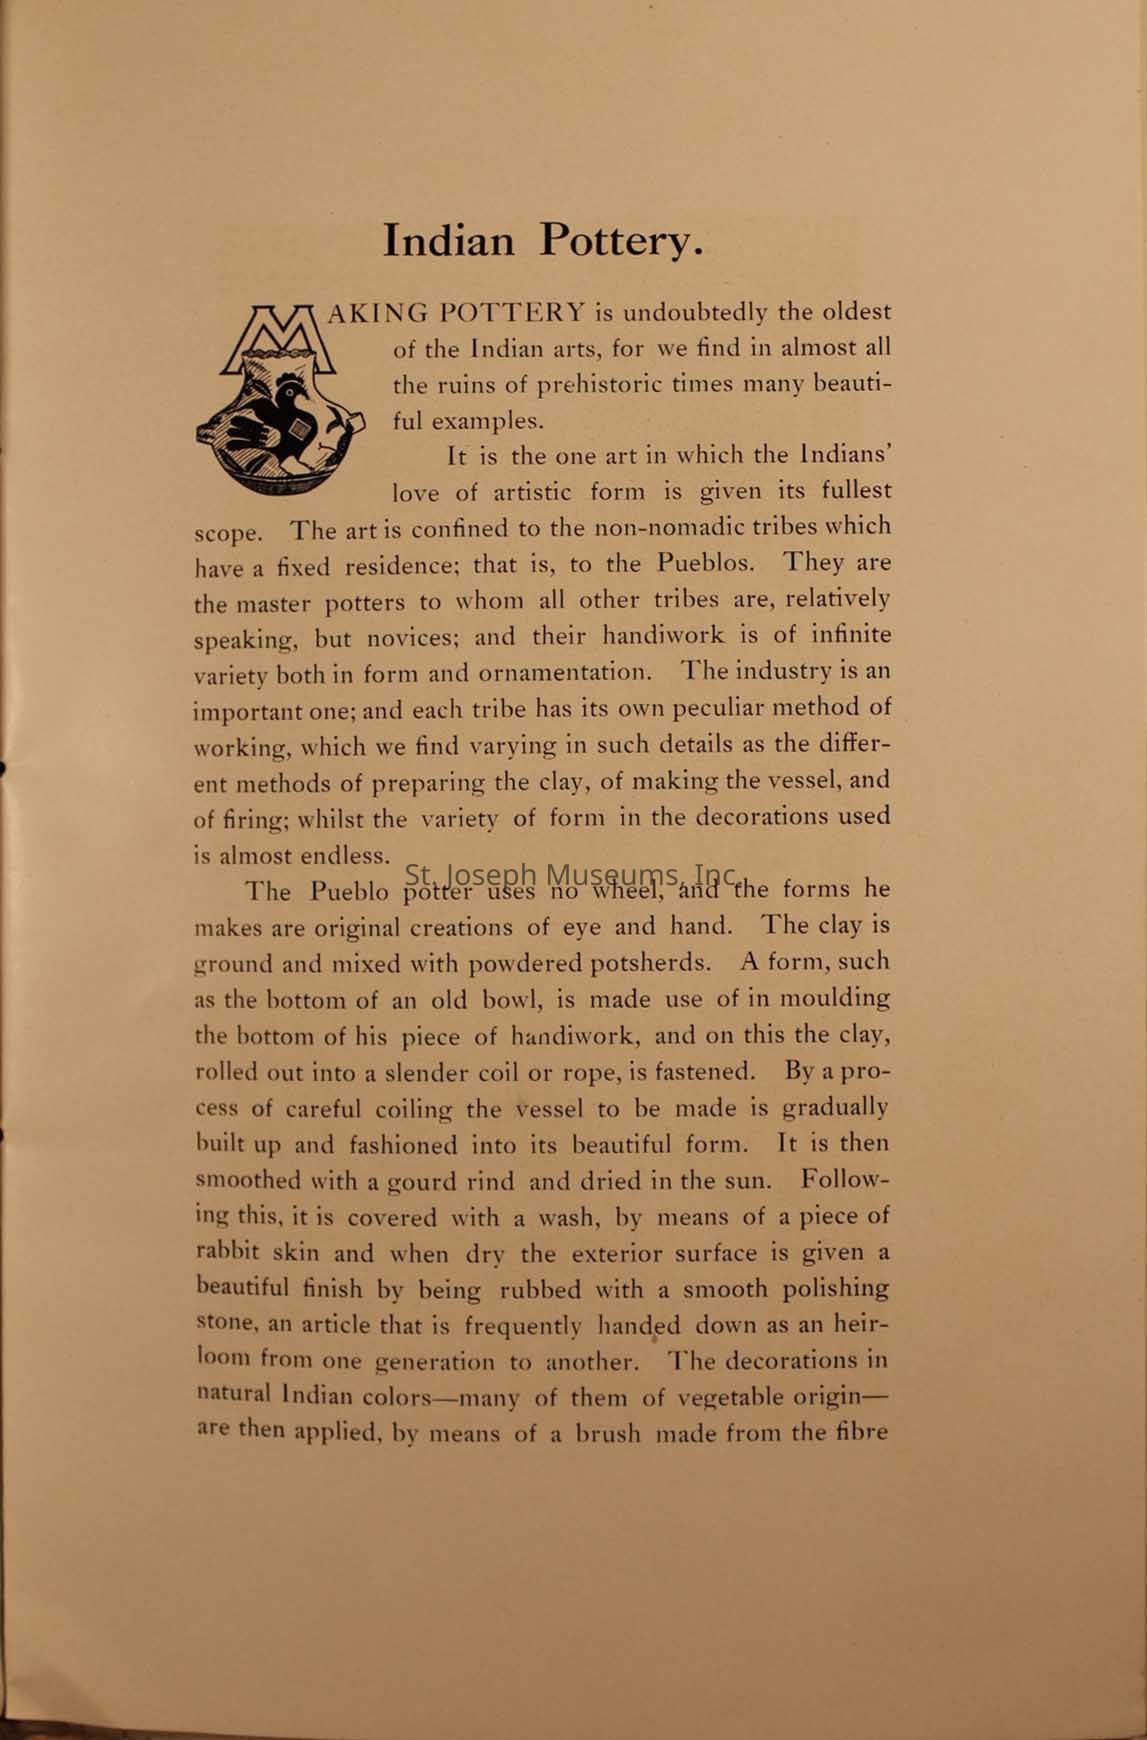 Indian Pottery.
MAKING POTTERY is undoubtedly the oldest
of the Indian arts, for we find in almost all
the ruins of prehistoric times many beauti-
ful examples.
It is the one art in which the Indians'
love of artistic form is given its fullest
scope. The art is confined to the non-nomadic tribes which
have a fixed residence; that is, to the Pueblos. They are
the master potters to whom all other tribes are, relatively
speaking, but novices; and their handiwork is of infinite
variety both in form and ornamentation. The industry is an
important one; and each tribe has its own peculiar method of
working, which we find varying in such details as the differ-
ent methods of preparing the clay, of making the vessel, and
of firing; whilst the variety of form in the decorations used
is almost endless.
St. Joseph Museums, Inc.
The Pueblo potter uses no wheel, and the forms he
makes are original creations of eye and hand. The clay is
ground and mixed with powdered potsherds. A form, such
as the bottom of an old bowl, is made use of in moulding
the bottom of his piece of handiwork, and on this the clay,
rolled out into a slender coil or rope, is fastened. By a pro-
cess of careful coiling the vessel to be made is gradually
built up and fashioned into its beautiful form. It is then
smoothed with a gourd rind and dried in the sun. Follow-
ing this, it is covered with a wash, by means of a piece of
rabbit skin and when dry the exterior surface is given a
beautiful finish by being rubbed with a smooth polishing
stone, an article that is frequently handed down as an heir-
loom from one generation to another. The decorations in
natural Indian colors—many of them of vegetable origin—
are then applied, by means of a brush made from the fibre